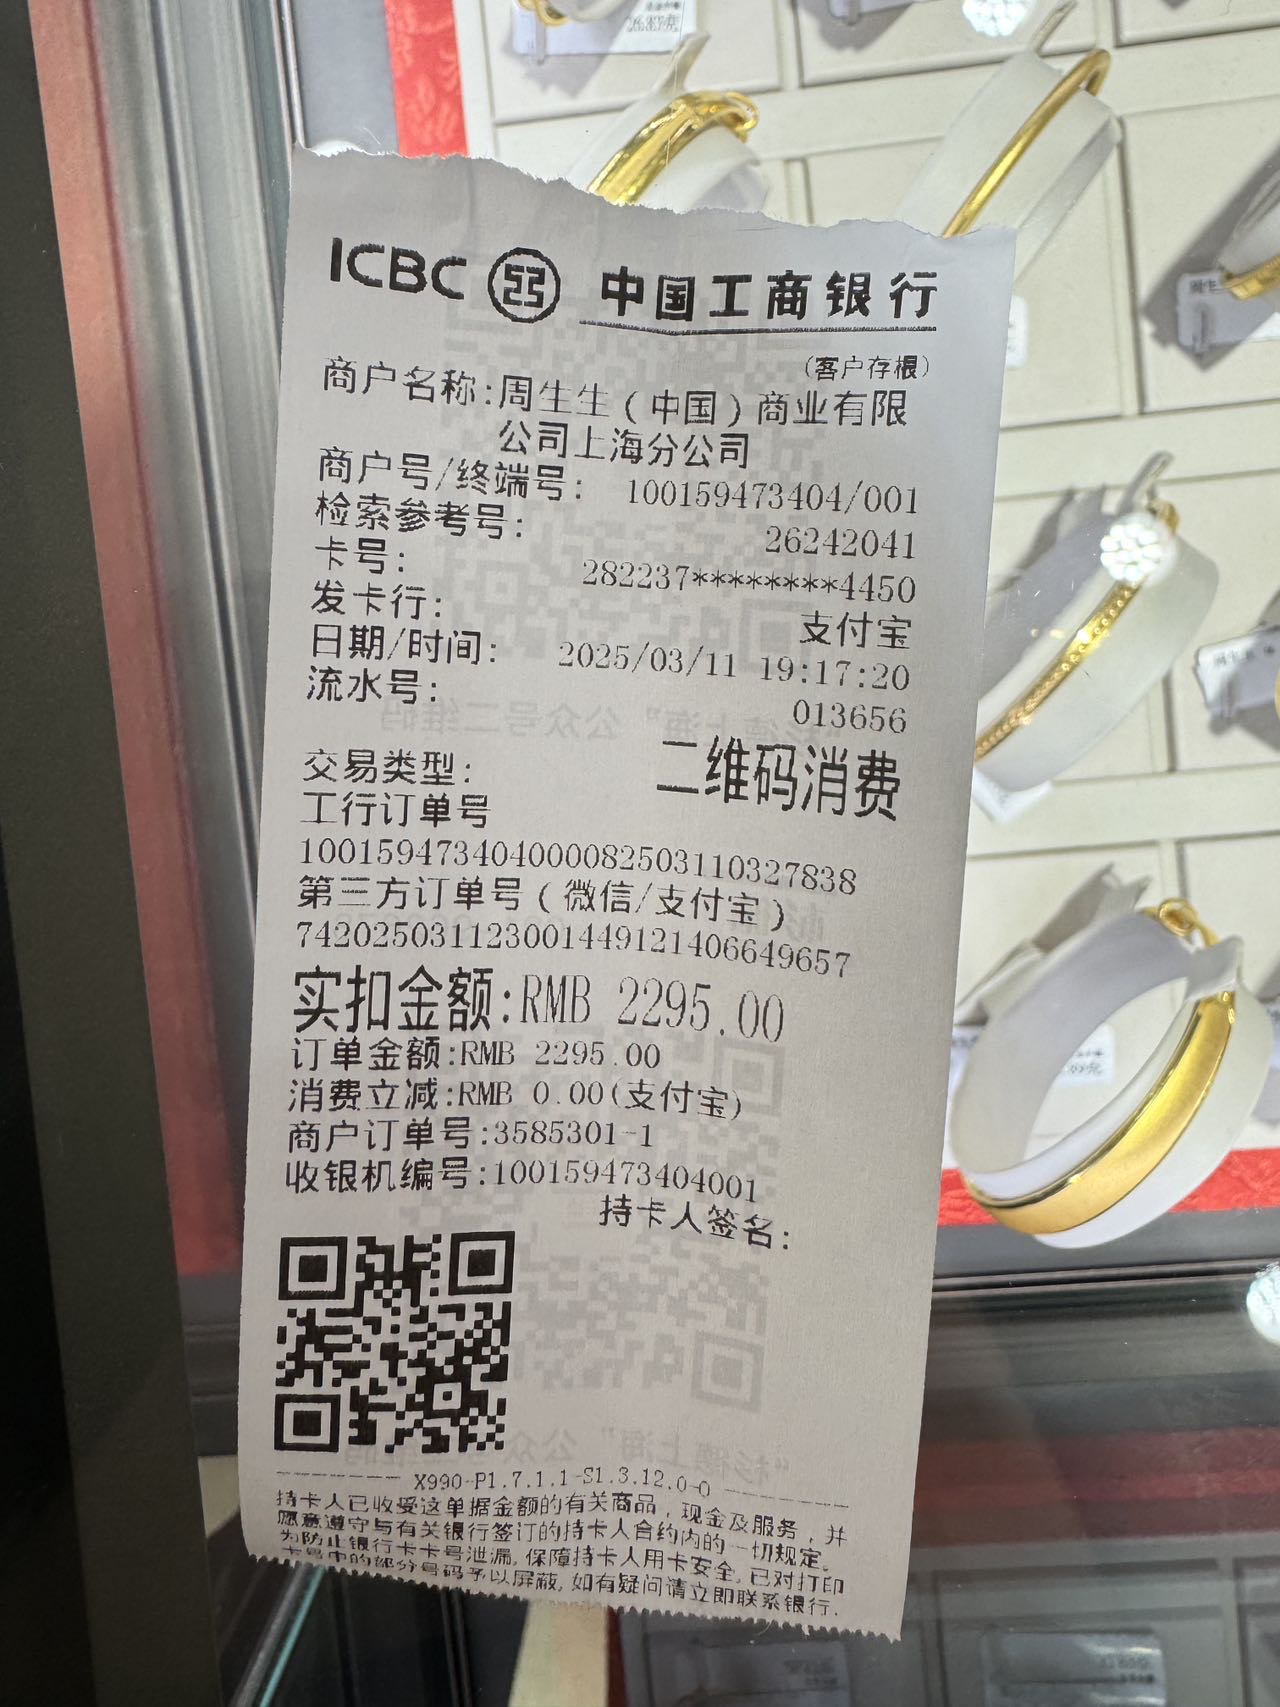 ICBC 中国工商银行
(客户存根)
商户名称:周生生(中国)商业有限
公司上海分公司
商户号/终端号: 100159473404/001
检索参考号: 26242041
卡号: 282237********4450
发卡行: 支付宝
日期/时间: 2025/03/11 19:17:20
流水号: 013656
交易类型: 二维码消费
工行订单号
100159473404000082503110327838
第三方订单号(微信/支付宝)
742025031123001449121406649657
实扣金额:RMB 2295.00
订单金额:RMB 2295.00
消费立减:RMB 0.00(支付宝)
商户订单号:3585301-1
收银机编号:100159473404001
持卡人签名:
X990-P1.7.1.1-S1.3.12.0-0
持卡人已收受这单据金额的有关商品,现金及服务,并
愿意遵守与有关银行签订的持卡人合约内的一切规定。
为防止银行卡卡号泄漏,保障持卡人用卡安全,已对打印
卡号中的部分号码予以屏蔽,如有疑问请立即联系银行.